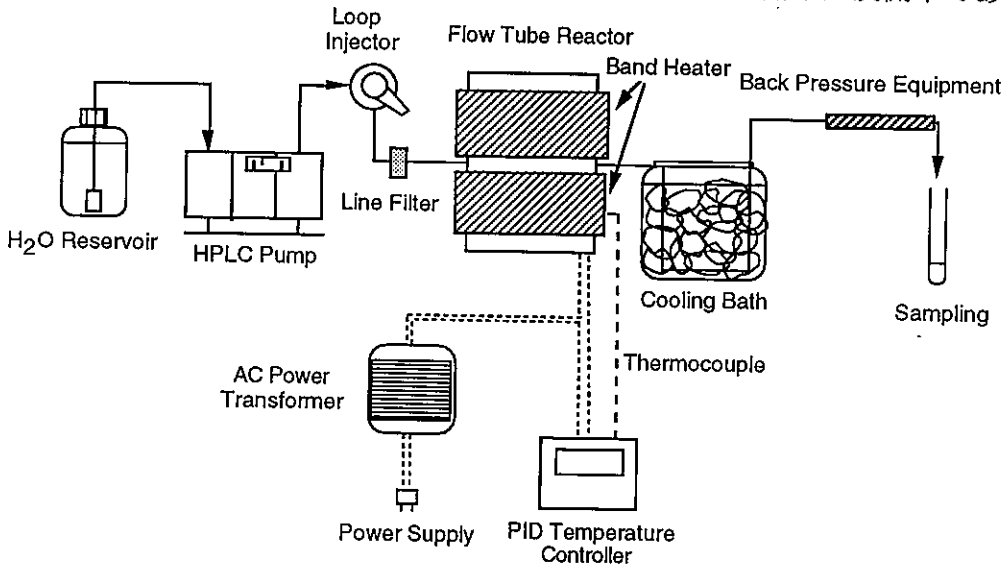 Loop
Injector
Flow Tube Reactor
Band Heater
Back Pressure Equipment
Line Filter
H2O Reservoir
HPLC Pump
Cooling Bath
Sampling
Thermocouple
AC Power
Transformer
Power Supply
PID Temperature
Controller